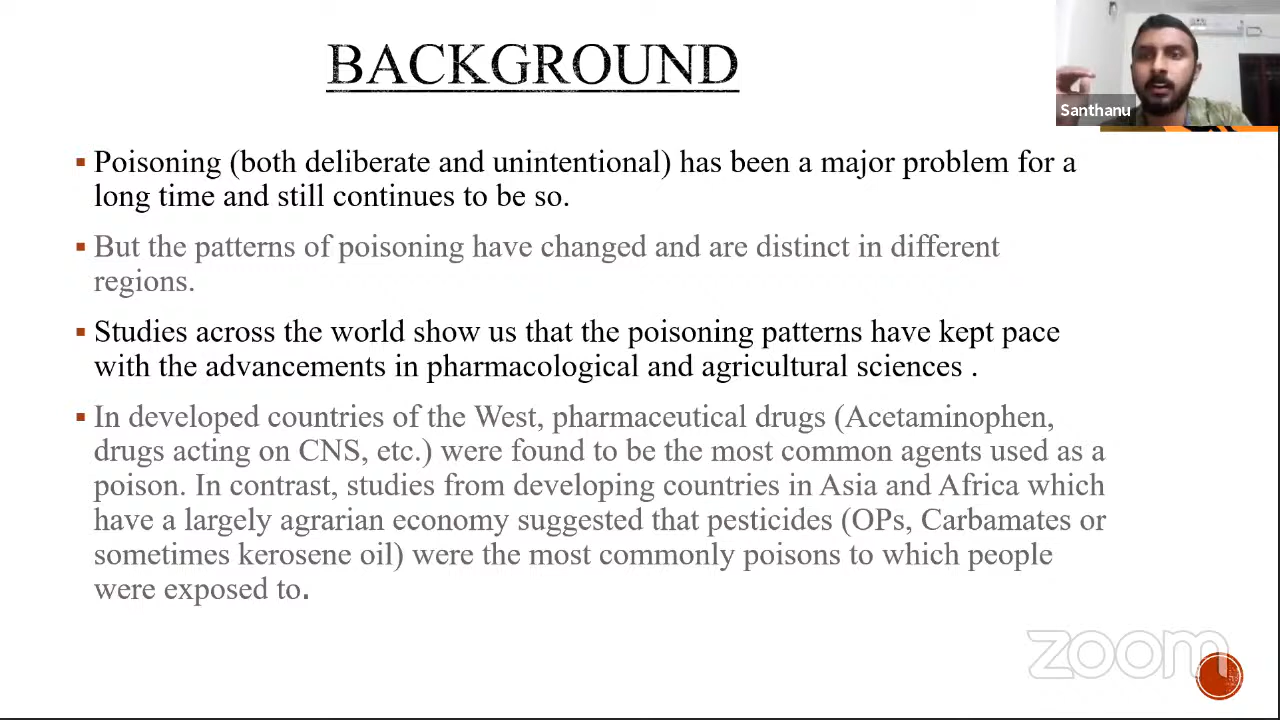 BACKGROUND
Santhanu
▪ Poisoning (both deliberate and unintentional) has been a major problem for a
long time and still continues to be so.
▪ But the patterns of poisoning have changed and are distinct in different
regions.
▪ Studies across the world show us that the poisoning patterns have kept pace
with the advancements in pharmacological and agricultural sciences .
▪ In developed countries of the West, pharmaceutical drugs (Acetaminophen,
drugs acting on CNS, etc.) were found to be the most common agents used as a
poison. In contrast, studies from developing countries in Asia and Africa which
have a largely agrarian economy suggested that pesticides (OPs, Carbamates or
sometimes kerosene oil) were the most commonly poisons to which people
were exposed to.
zoom